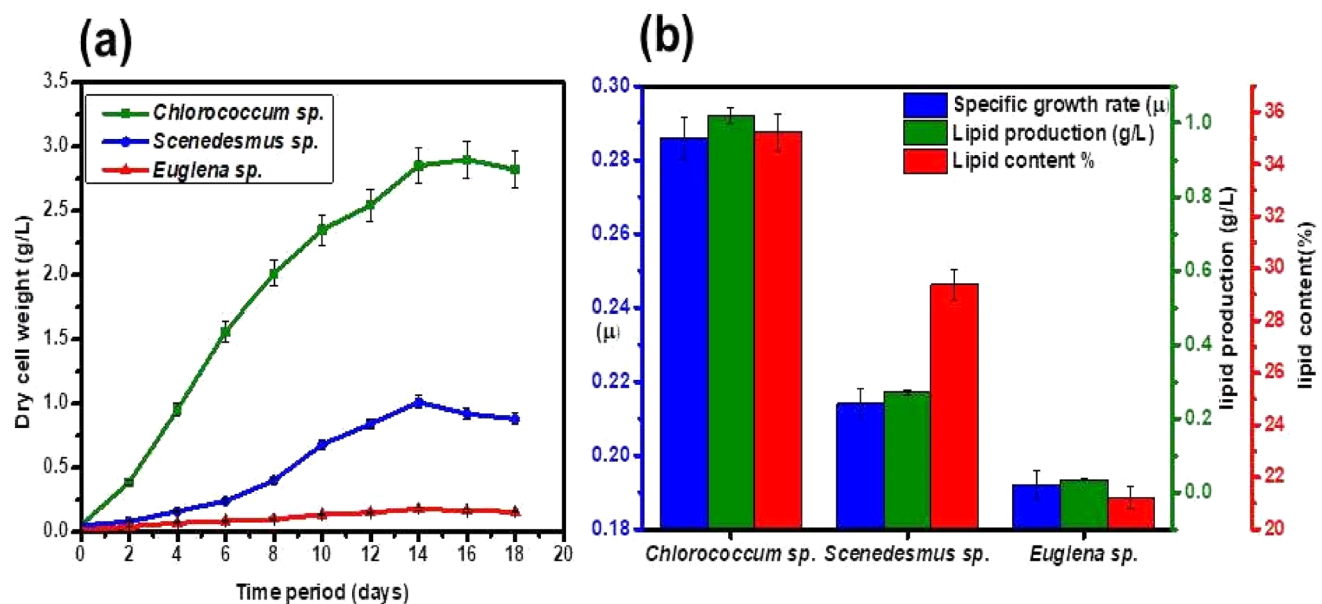 (a)
(b)
Dry cell weight (g/L)
3.5
3.0
2.5
2.0
1.5
1.0
0.5
0.0
Chlorococcum sp.
Scenedesmus sp.
Euglena sp.
0 2 4 6 8 10 12 14 16 18 20
Time period (days)
0.30
0.28
0.26
0.24
(μ)
0.22
0.20
0.18
Specific growth rate (μ)
Lipid production (g/L)
Lipid content %
Chlorococcum sp. Scenedesmus sp. Euglena sp.
1.0
0.8
0.6
0.4
0.2
0.0
lipid production (g/L)
36
34
32
30
28
26
24
22
20
lipid content(%)